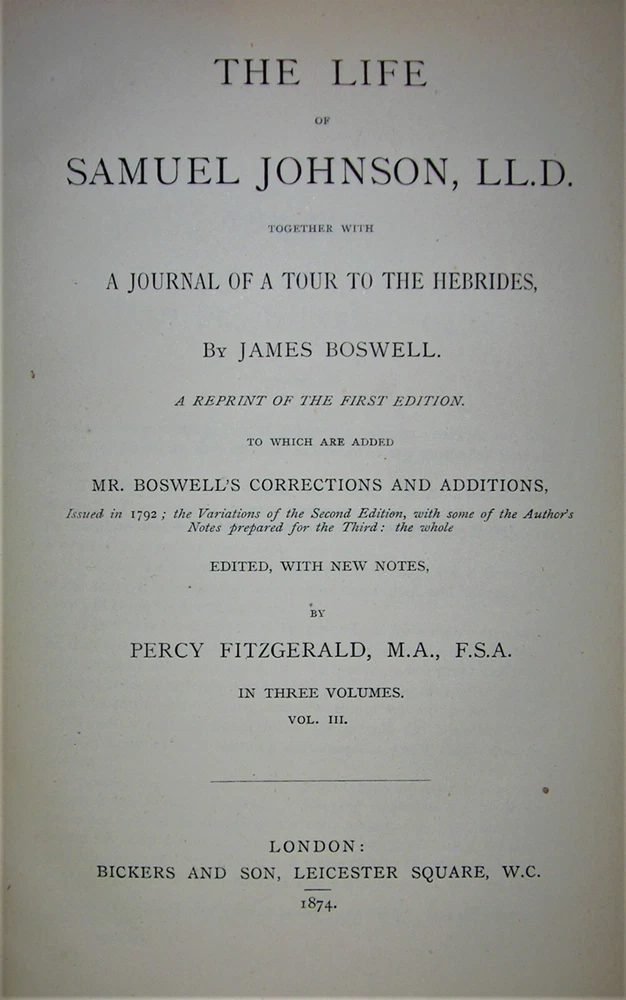 THE LIFE
OF
SAMUEL JOHNSON, LL.D.
TOGETHER WITH
A JOURNAL OF A TOUR TO THE HEBRIDES,
BY JAMES BOSWELL.
A REPRINT OF THE FIRST EDITION.
TO WHICH ARE ADDED
MR. BOSWELL'S CORRECTIONS AND ADDITIONS,
Issued in 1792; the Variations of the Second Edition, with some of the Author's
Notes prepared for the Third: the whole
EDITED, WITH NEW NOTES,
BY
PERCY FITZGERALD, M.A., F.S.A.
IN THREE VOLUMES.
VOL. III.
LONDON:
BICKERS AND SON, LEICESTER SQUARE, W.C.
1874.